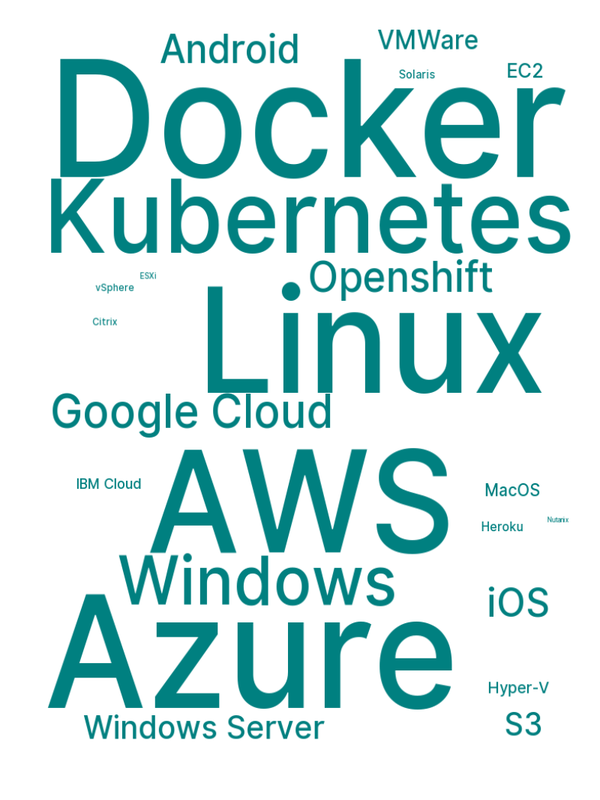 Android
VMWare
Solaris
EC2
Docker
Kubernetes
Openshift
ESXi
vSphere
Linux
Citrix
Google Cloud
AWS
IBM Cloud
MacOS
Nutanix
Heroku
Windows
iOS
Azure
Hyper-V
S3
Windows Server